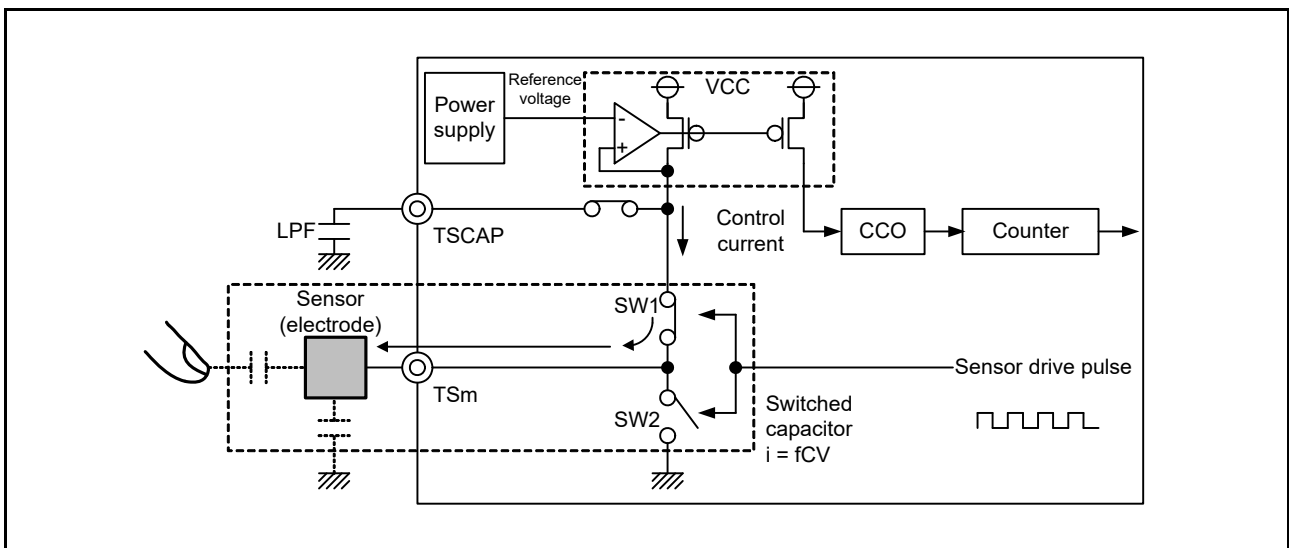 Reference
voltage
VCC
Power
supply
-
+
LPF
TSCAP
Control
current
CCO
Counter
Sensor
(electrode)
SW1
TSm
Sensor drive pulse
SW2
Switched
capacitor
i = fCV